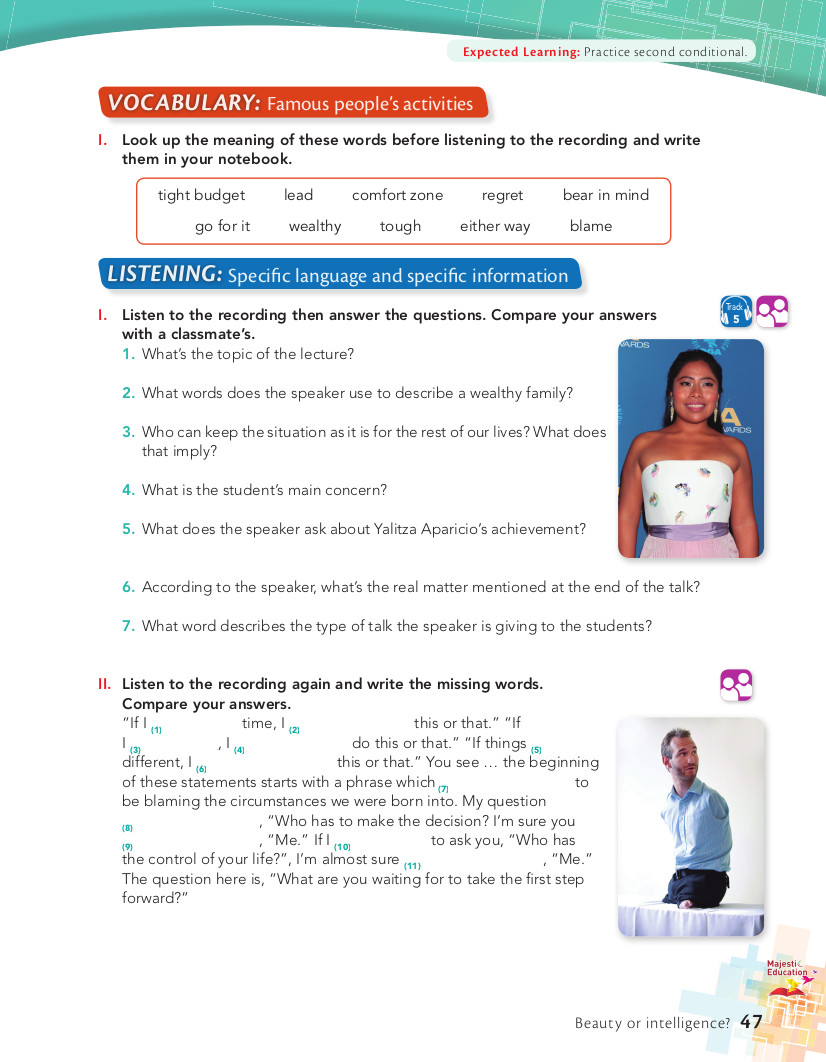 Expected Learning: Practice second conditional.
VOCABULARY: Famous people's activities
I. Look up the meaning of these words before listening to the recording and write
them in your notebook.
tight budget lead comfort zone regret bear in mind
go for it wealthy tough either way blame
LISTENING: Specific language and specific information
I. Listen to the recording then answer the questions. Compare your answers
with a classmate's.
Track
5
1. What's the topic of the lecture?
2. What words does the speaker use to describe a wealthy family?
3. Who can keep the situation as it is for the rest of our lives? What does
that imply?
4. What is the student's main concern?
5. What does the speaker ask about Yalitza Aparicio's achievement?
6. According to the speaker, what's the real matter mentioned at the end of the talk?
7. What word describes the type of talk the speaker is giving to the students?
II. Listen to the recording again and write the missing words.
Compare your answers.
"If I (1) time, I (2) this or that." "If
I (3) , I (4) do this or that." "If things (5)
different, I (6) this or that." You see ... the beginning
of these statements starts with a phrase which (7) to
be blaming the circumstances we were born into. My question
(8) , "Who has to make the decision? I'm sure you
(9) , "Me." If I (10) to ask you, "Who has
the control of your life?", I'm almost sure (11) , "Me."
The question here is, "What are you waiting for to take the first step
forward?"
Majestic
Education
Beauty or intelligence? 47